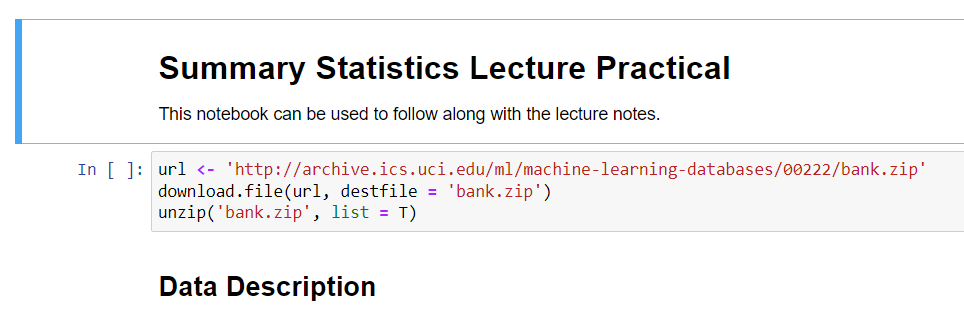 Summary Statistics Lecture Practical
This notebook can be used to follow along with the lecture notes.
In [ ]: url <- 'http://archive.ics.uci.edu/ml/machine-learning-databases/00222/bank.zip'
download.file(url, destfile = 'bank.zip')
unzip('bank.zip', list = T)
Data Description